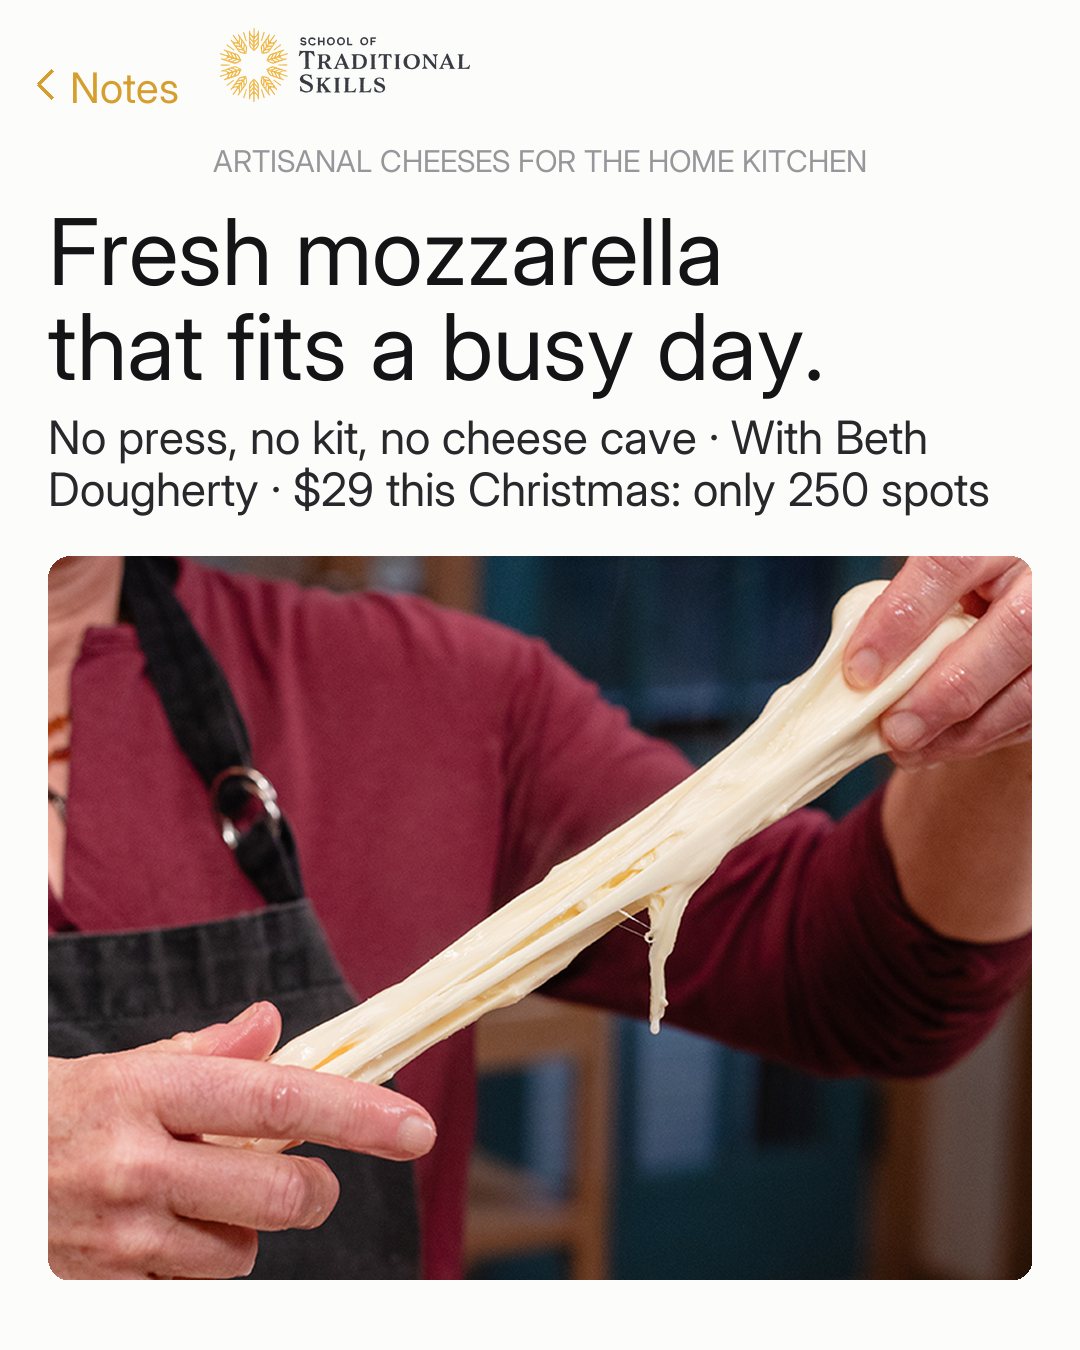 Notes
SCHOOL OF
TRADITIONAL
SKILLS
ARTISANAL CHEESES FOR THE HOME KITCHEN
Fresh mozzarella
that fits a busy day.
No press, no kit, no cheese cave · With Beth
Dougherty · $29 this Christmas: only 250 spots